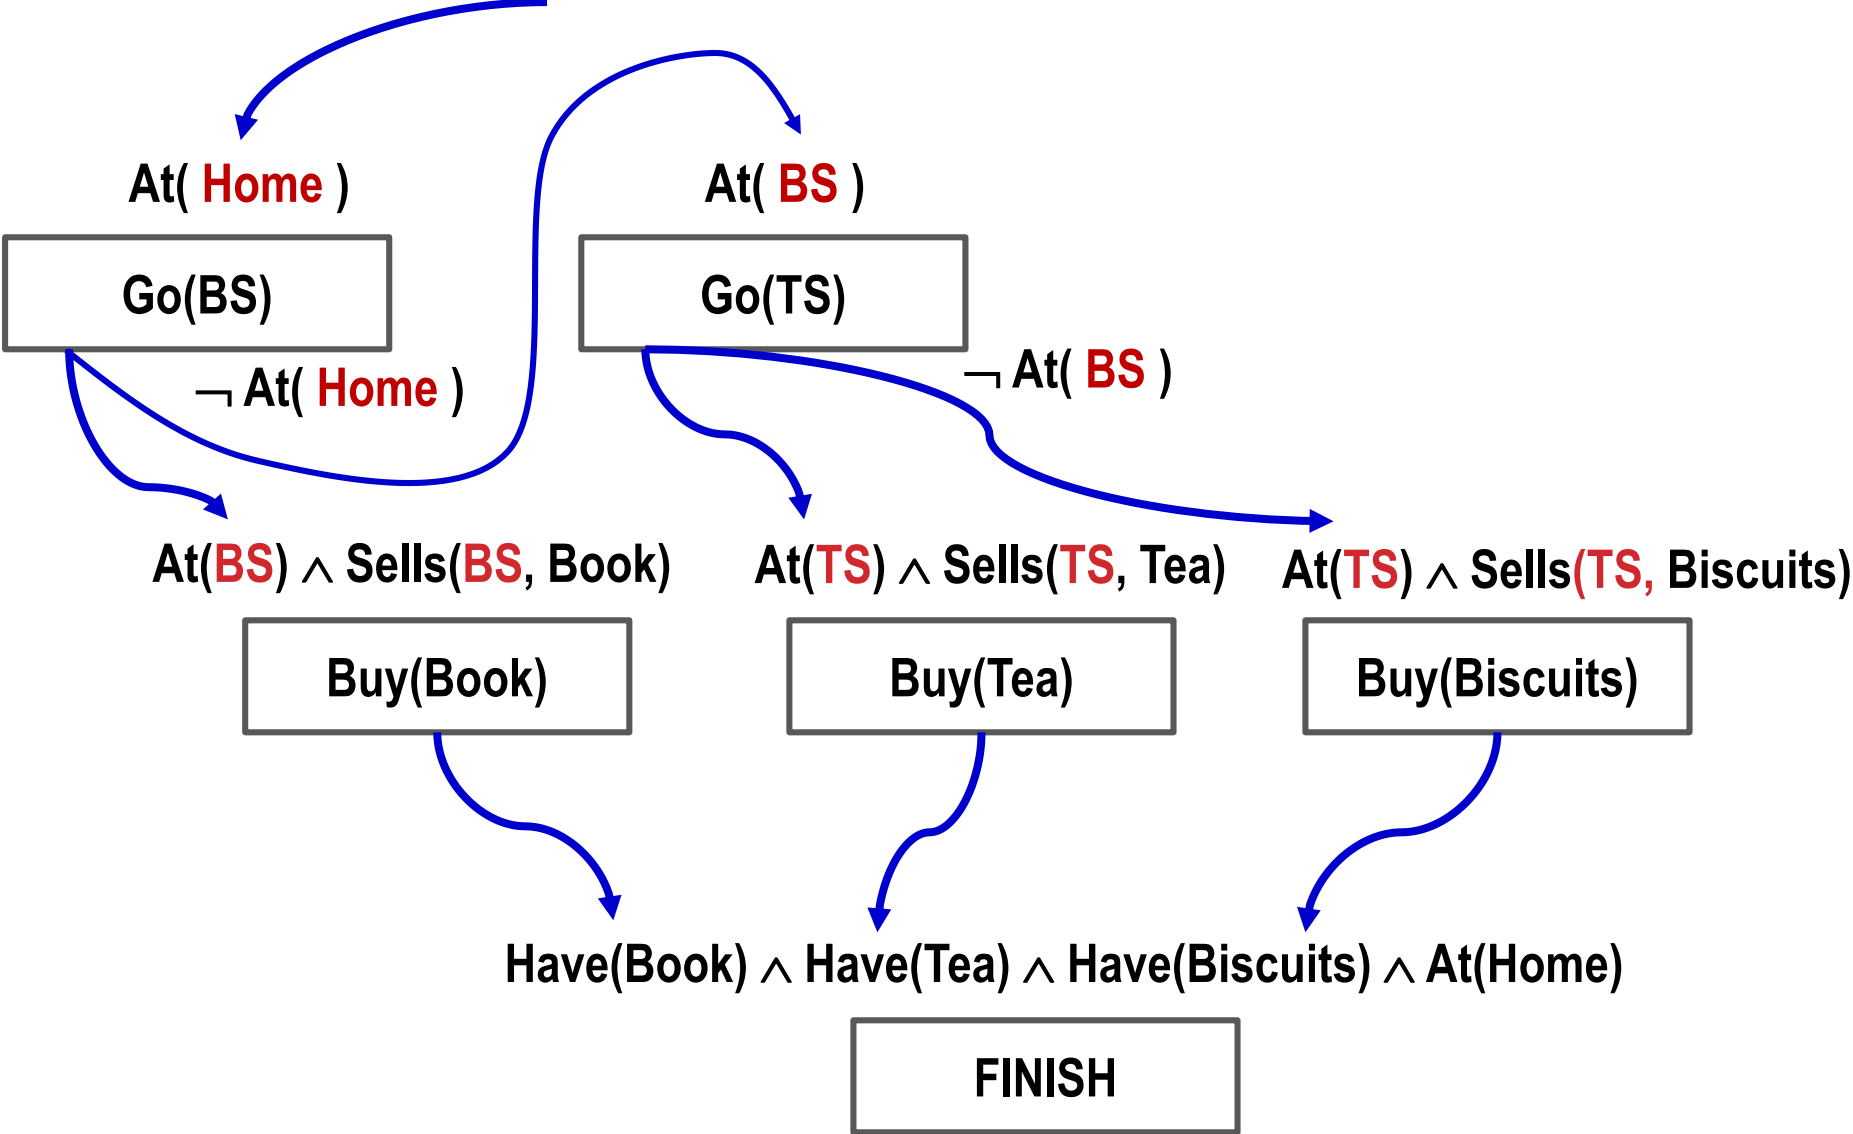 At( Home )
At( BS )
Go(BS)
Go(TS)
¬ At( Home )
¬ At( BS )
At(BS) ∧ Sells(BS, Book)
At(TS) ∧ Sells(TS, Tea)
At(TS) ∧ Sells(TS, Biscuits)
Buy(Book)
Buy(Tea)
Buy(Biscuits)
Have(Book) ∧ Have(Tea) ∧ Have(Biscuits) ∧ At(Home)
FINISH